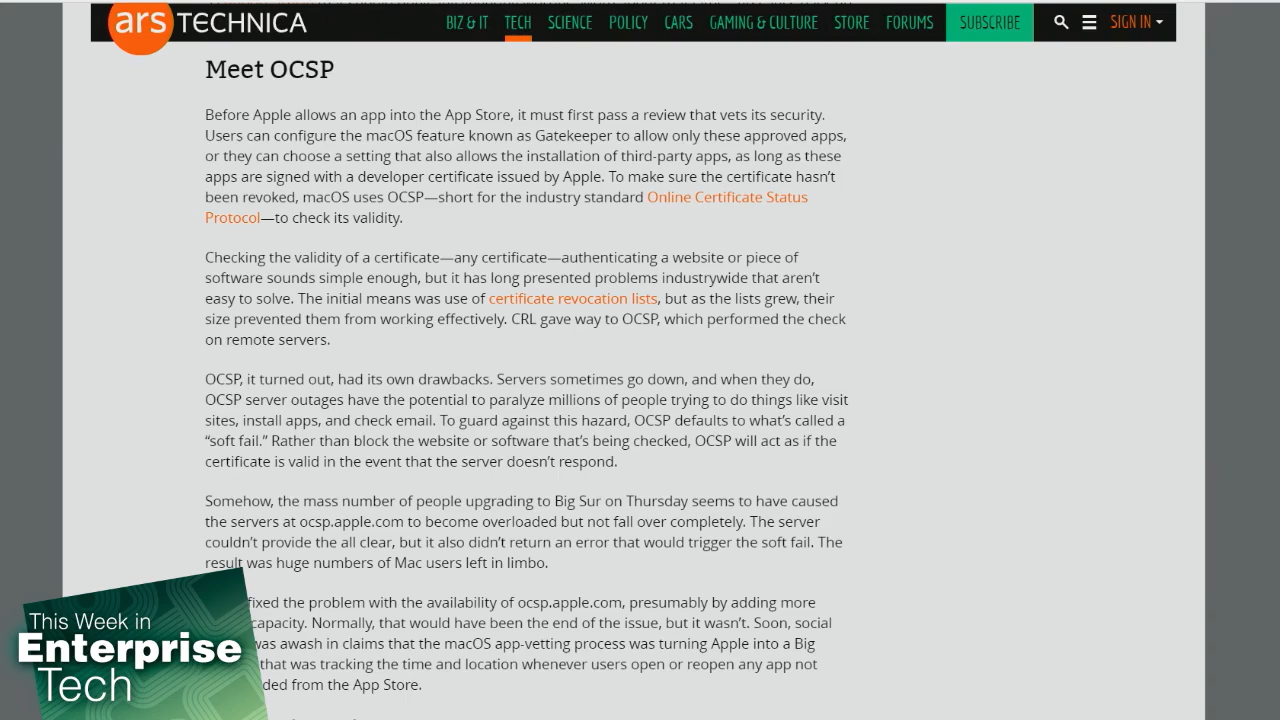 ars TECHNICA
BIZ & IT TECH SCIENCE POLICY CARS GAMING & CULTURE STORE FORUMS SUBSCRIBE SIGN IN
Meet OCSP
Before Apple allows an app into the App Store, it must first pass a review that vets its security.
Users can configure the macOS feature known as Gatekeeper to allow only these approved apps,
or they can choose a setting that also allows the installation of third-party apps, as long as these
apps are signed with a developer certificate issued by Apple. To make sure the certificate hasn’t
been revoked, macOS uses OCSP—short for the industry standard Online Certificate Status
Protocol—to check its validity.
Checking the validity of a certificate—any certificate—authenticating a website or piece of
software sounds simple enough, but it has long presented problems industrywide that aren’t
easy to solve. The initial means was use of certificate revocation lists, but as the lists grew, their
size prevented them from working effectively. CRL gave way to OCSP, which performed the check
on remote servers.
OCSP, it turned out, had its own drawbacks. Servers sometimes go down, and when they do,
OCSP server outages have the potential to paralyze millions of people trying to do things like visit
sites, install apps, and check email. To guard against this hazard, OCSP defaults to what’s called a
“soft fail.” Rather than block the website or software that’s being checked, OCSP will act as if the
certificate is valid in the event that the server doesn’t respond.
Somehow, the mass number of people upgrading to Big Sur on Thursday seems to have caused
the servers at ocsp.apple.com to become overloaded but not fall over completely. The server
couldn’t provide the all clear, but it also didn’t return an error that would trigger the soft fail. The
result was huge numbers of Mac users left in limbo.
fixed the problem with the availability of ocsp.apple.com, presumably by adding more
capacity. Normally, that would have been the end of the issue, but it wasn’t. Soon, social
was awash in claims that the macOS app-vetting process was turning Apple into a Big
that was tracking the time and location whenever users open or reopen any app not
ded from the App Store.
This Week in
Enterprise
Tech